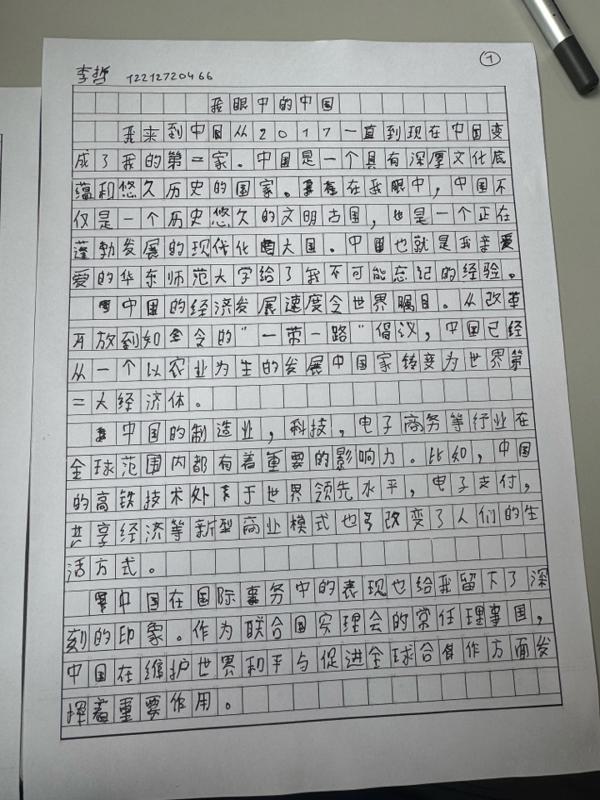 ①
李哲 12212720466
我眼中的中国
我来到中国从2017一直到现在中国变
成了我的第二家。中国是一个具有深厚文化底
蕴和悠久历史的国家。在我眼中，中国不
仅是一个历史悠久的文明古国，也是一个正在
蓬勃发展的现代化大国。中国也就是我亲爱
爱的华东师范大学给了我不可能忘记的经验。
中国的经济发展速度令世界瞩目。从改革
开放到如今的“一带一路”倡议，中国已经
从一个以农业为生的发展中国家转变为世界第
二大经济体。
中国的制造业，科技，电子商务等行业在
全球范围内都有着重要的影响力。比如，中国
的高铁技术处于世界领先水平，电子支付，
共享经济等新型商业模式也改变了人们的生
活方式。
中国在国际事务中的表现也给我留下了深
刻的印象。作为联合国实理会的常任理事国，
中国在维护世界和平与促进全球合作方面发
挥着重要作用。